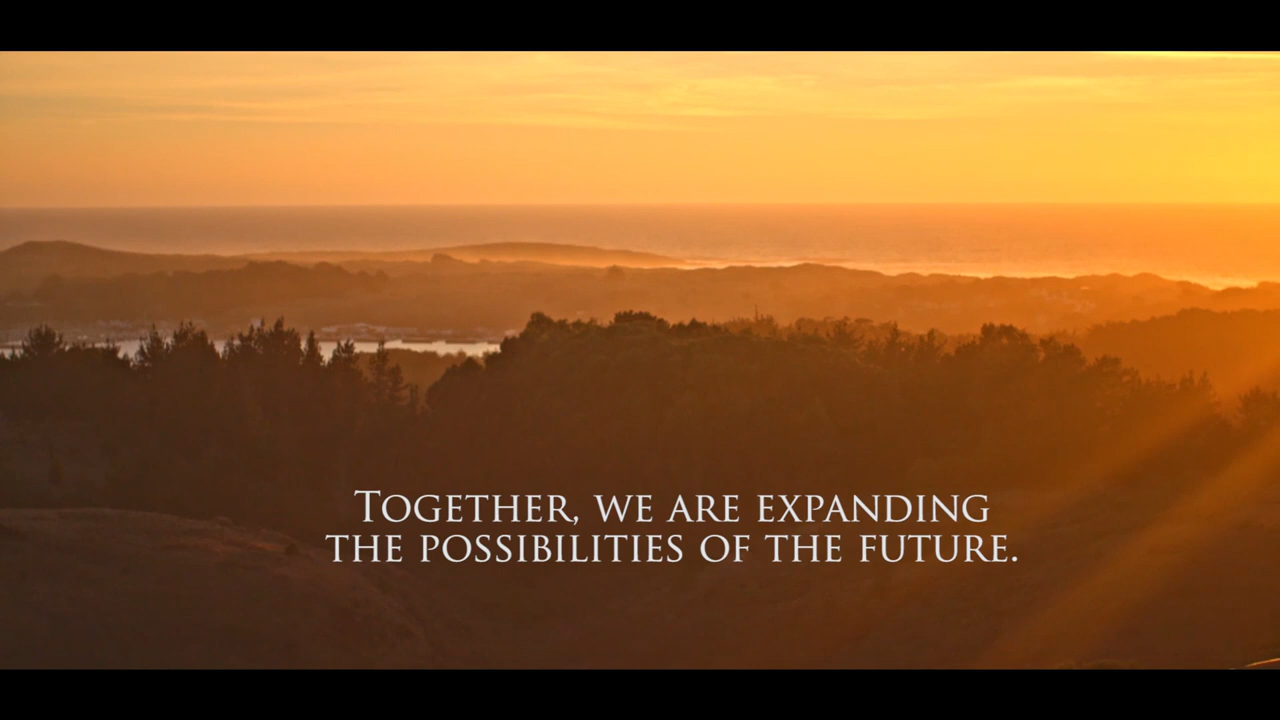 Together, we are expanding
the possibilities of the future.